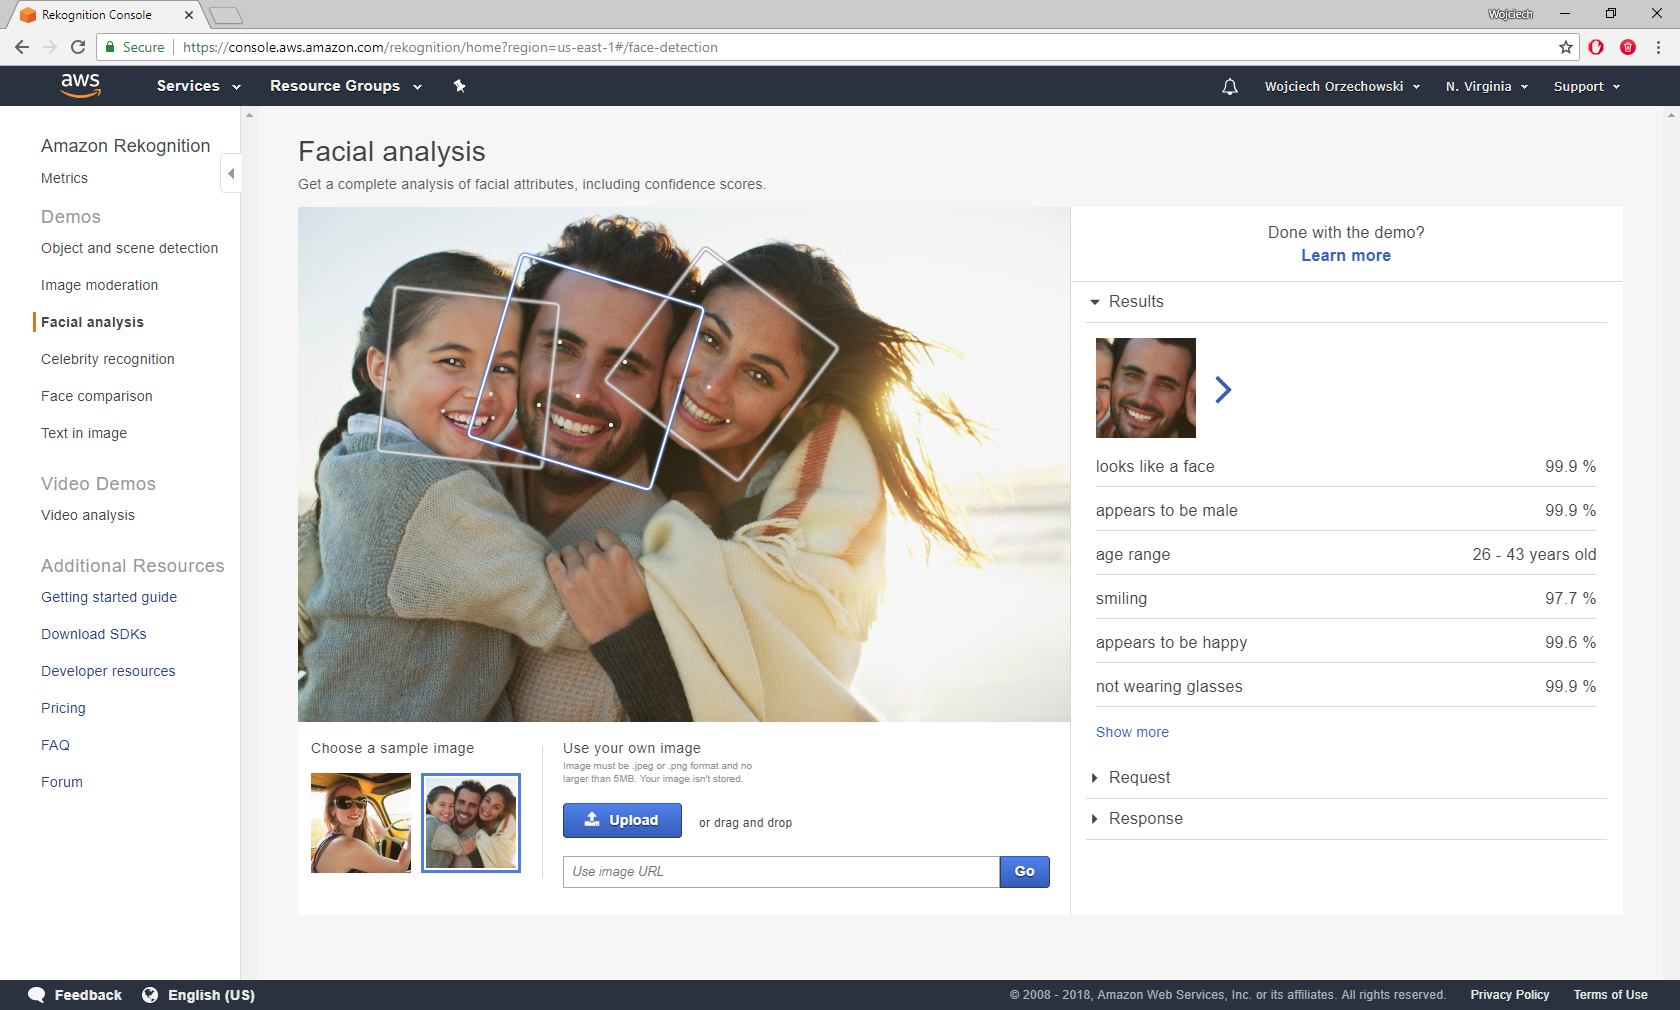 Rekognition Console
Wojciech
Secure
https://console.aws.amazon.com/rekognition/home?region=us-east-1#/face-detection
aws
Services
Resource Groups
Wojciech Orzechowski
N. Virginia
Support
Amazon Rekognition
Metrics
Demos
Object and scene detection
Image moderation
Facial analysis
Celebrity recognition
Face comparison
Text in image
Video Demos
Video analysis
Additional Resources
Getting started guide
Download SDKs
Developer resources
Pricing
FAQ
Forum
Facial analysis
Get a complete analysis of facial attributes, including confidence scores.
Choose a sample image
Use your own image
Image must be .jpeg or .png format and no
larger than 5MB. Your image isn't stored.
Upload
or drag and drop
Use image URL
Go
Done with the demo?
Learn more
Results
looks like a face 99.9 %
appears to be male 99.9 %
age range 26 - 43 years old
smiling 97.7 %
appears to be happy 99.6 %
not wearing glasses 99.9 %
Show more
Request
Response
Feedback
English (US)
© 2008 - 2018, Amazon Web Services, Inc. or its affiliates. All rights reserved.
Privacy Policy
Terms of Use